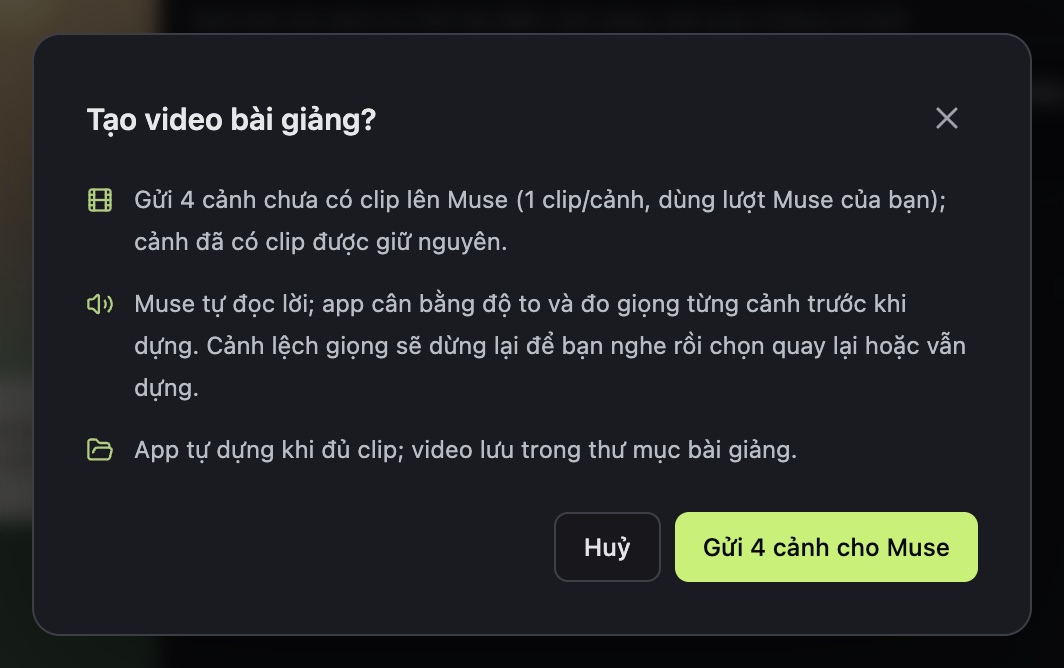 Tạo video bài giảng?
Gửi 4 cảnh chưa có clip lên Muse (1 clip/cảnh, dùng lượt Muse của bạn);
cảnh đã có clip được giữ nguyên.
Muse tự đọc lời; app cân bằng độ to và đo giọng từng cảnh trước khi
dựng. Cảnh lệch giọng sẽ dừng lại để bạn nghe rồi chọn quay lại hoặc vẫn
dựng.
App tự dựng khi đủ clip; video lưu trong thư mục bài giảng.
Huỷ
Gửi 4 cảnh cho Muse